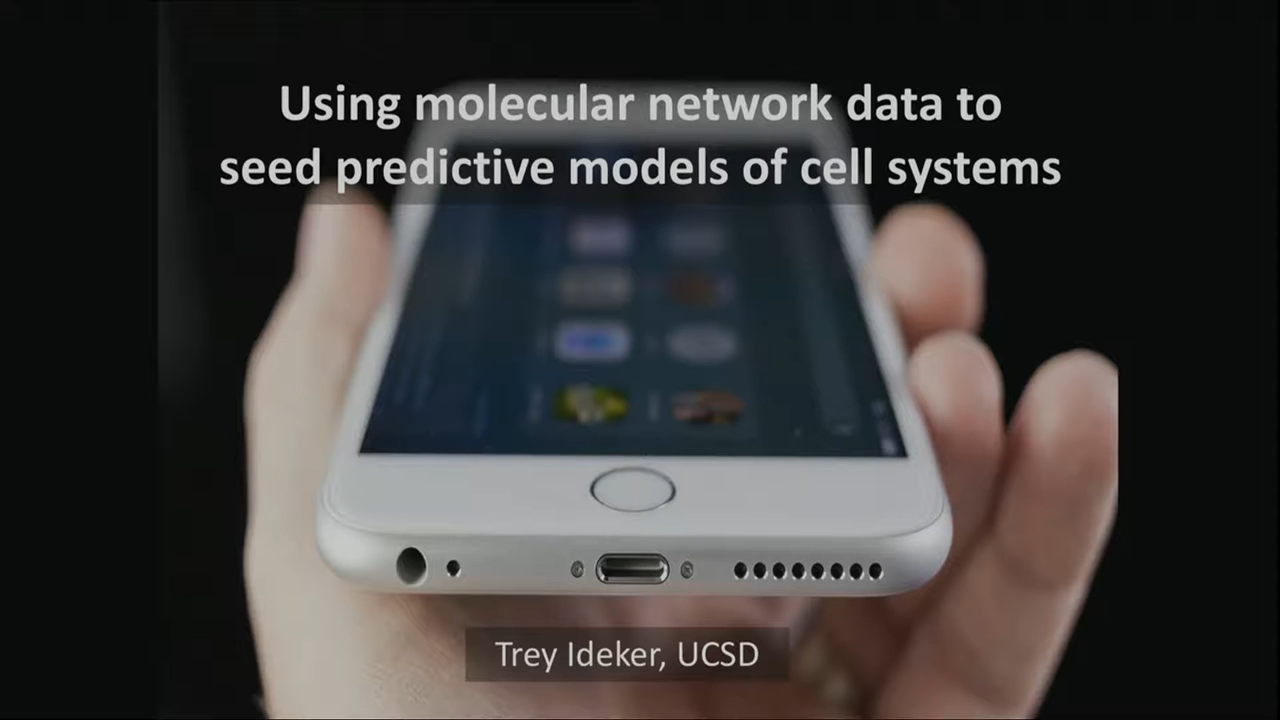 Using molecular network data to
seed predictive models of cell systems
Trey Ideker, UCSD